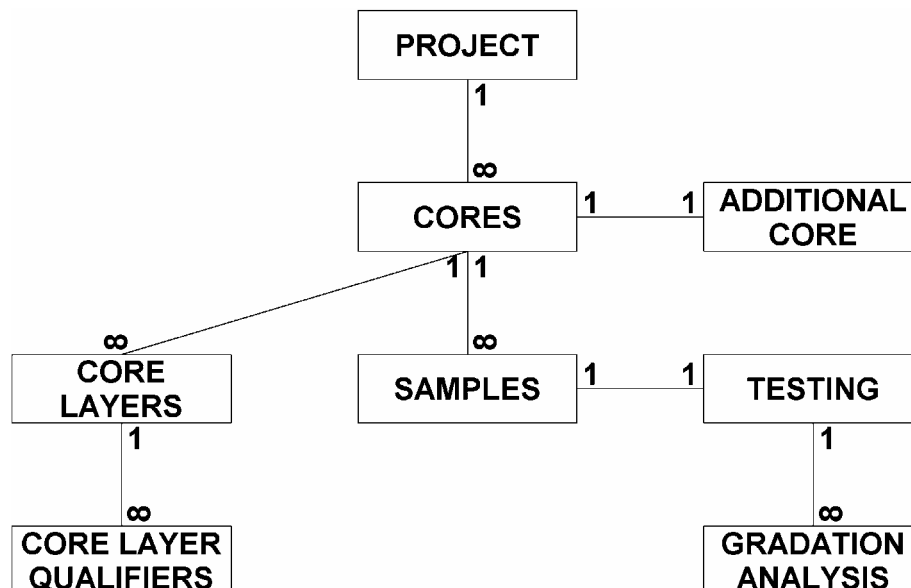 PROJECT
1
∞
CORES
1 1
ADDITIONAL
CORE
1 1
∞
CORE
LAYERS
∞
SAMPLES
1 1
TESTING
1
∞
CORE LAYER
QUALIFIERS
1
∞
GRADATION
ANALYSIS